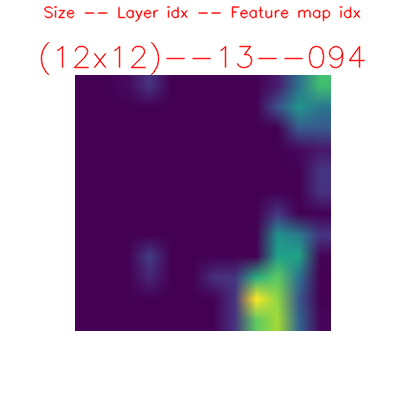 Size -- Layer idx -- Feature map idx
(12x12)--13--094